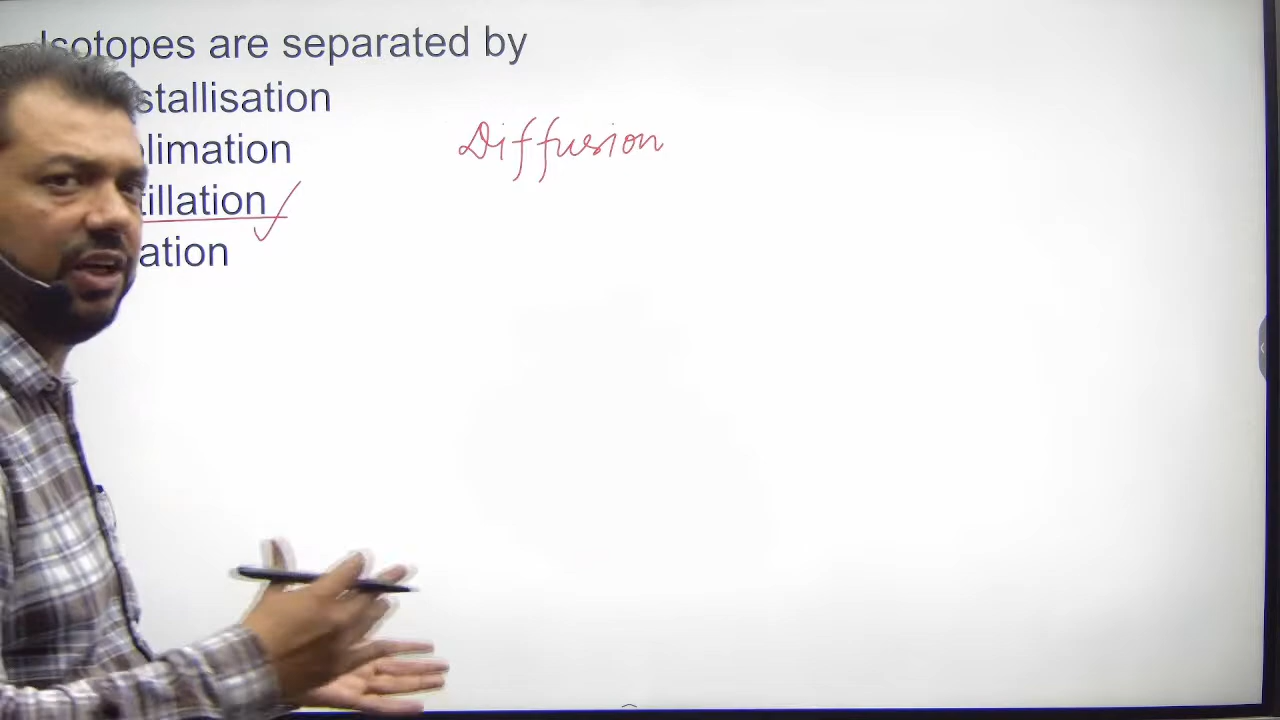 Isotopes are separated by
stallisation
limation
Diffusion
tillation
ation